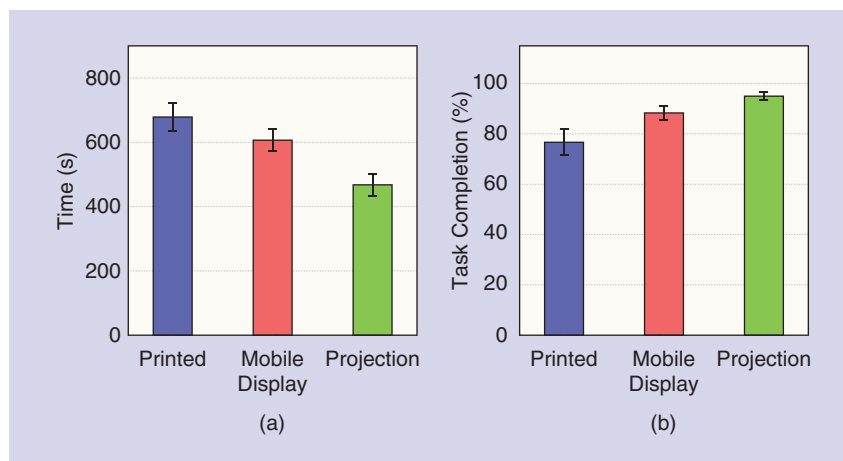 800
600
400
200
0
Time (s)
Printed
Mobile
Display
Projection
(a)
100
80
60
40
20
0
Task Completion (%)
Printed
Mobile
Display
Projection
(b)